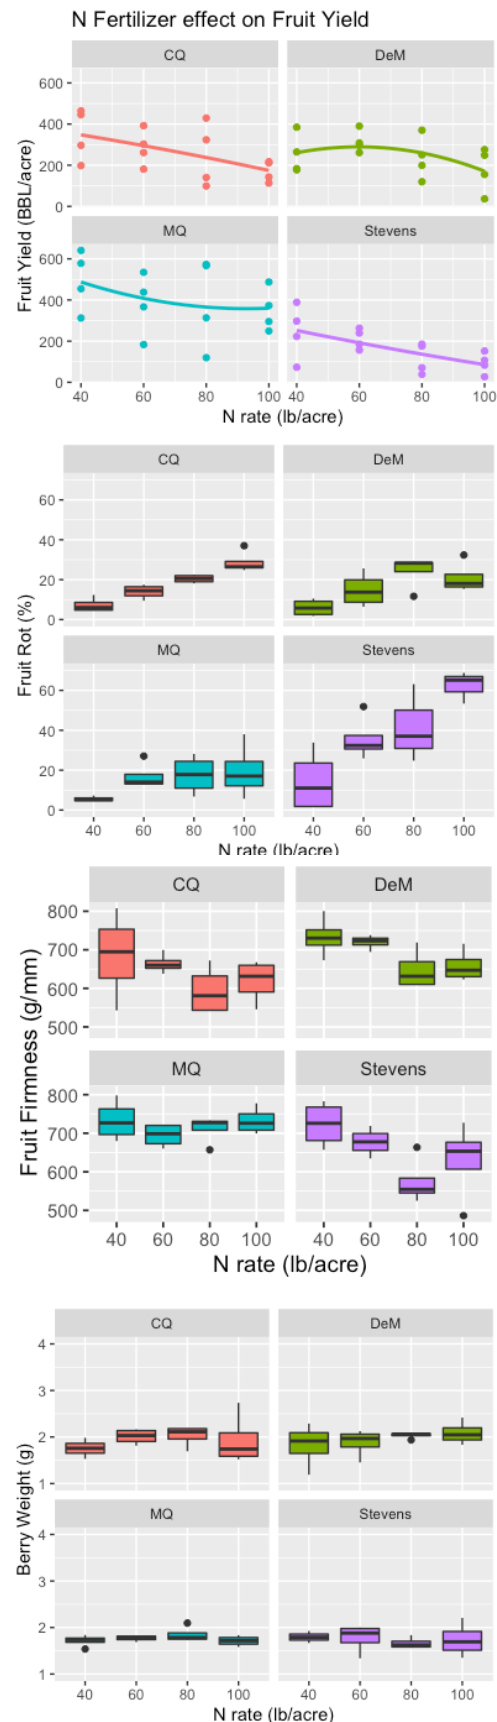 N Fertilizer effect on Fruit Yield
CQ DeM
600
400
200
0
MQ Stevens
600
400
200
0
Fruit Yield (BBL/acre)
40 60 80 100 40 60 80 100
N rate (lb/acre)
CQ DeM
60
40
20
0
MQ Stevens
60
40
20
0
Fruit Rot (%)
40 60 80 100 40 60 80 100
N rate (lb/acre)
CQ DeM
800
700
600
500
MQ Stevens
800
700
600
500
Fruit Firmness (g/mm)
40 60 80 100 40 60 80 100
N rate (lb/acre)
CQ DeM
4
3
2
1
MQ Stevens
4
3
2
1
Berry Weight (g)
40 60 80 100 40 60 80 100
N rate (lb/acre)